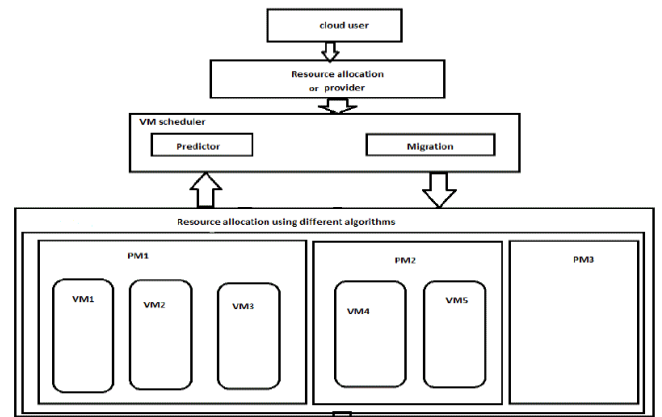 cloud user
Resource allocation
or provider
VM scheduler
Predictor
Migration
Resource allocation using different algorithms
PM1
PM2
PM3
VM1
VM2
VM3
VM4
VM5